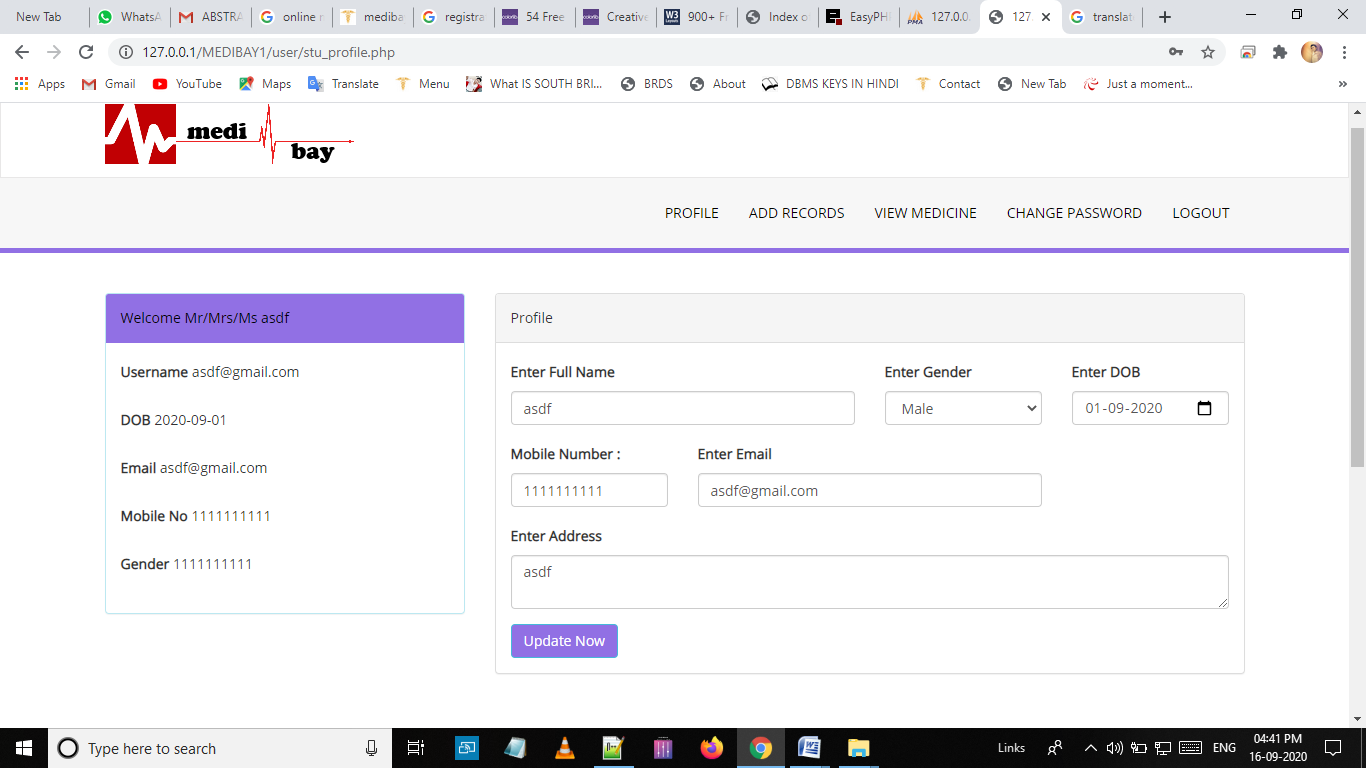 New Tab WhatsA ABSTRA online r mediba registra 54 Free Creative 900+ Fr Index o EasyPHI 127.0.0. 127. translat
127.0.0.1/MEDIBAY1/user/stu_profile.php
Apps Gmail YouTube Maps Translate Menu What IS SOUTH BRI... BRDS About DBMS KEYS IN HINDI Contact New Tab Just a moment... »
medi
bay
PROFILE ADD RECORDS VIEW MEDICINE CHANGE PASSWORD LOGOUT
Welcome Mr/Mrs/Ms asdf
Username asdf@gmail.com
DOB 2020-09-01
Email asdf@gmail.com
Mobile No 1111111111
Gender 1111111111
Profile
Enter Full Name Enter Gender Enter DOB
asdf Male 01-09-2020
Mobile Number : Enter Email
1111111111 asdf@gmail.com
Enter Address
asdf
Update Now
Type here to search Links ENG 04:41 PM
16-09-2020